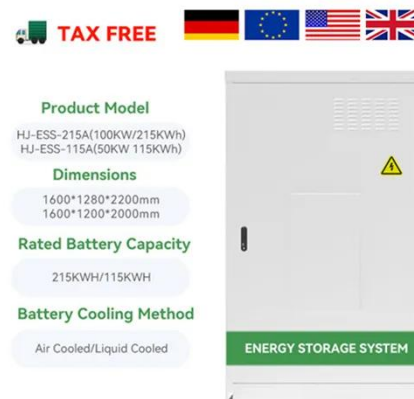 TAX FREE
Product Model
HJ-ESS-215A(100KW/215KWh)
HJ-ESS-115A(50KW 115KWh)
Dimensions
1600*1280*2200mm
1600*1200*2000mm
Rated Battery Capacity
215KWH/115KWH
Battery Cooling Method
Air Cooled/Liquid Cooled
ENERGY STORAGE SYSTEM